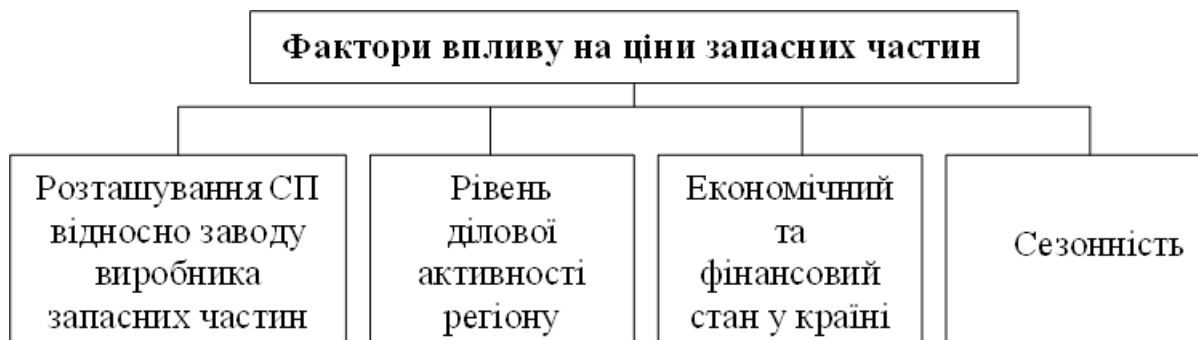 Фактори впливу на ціни запасних частин
Розташування СП
відносно заводу
виробника
запасних частин
Рівень
ділової
активності
регіону
Економічний
та
фінансовий
стан у країні
Сезонність